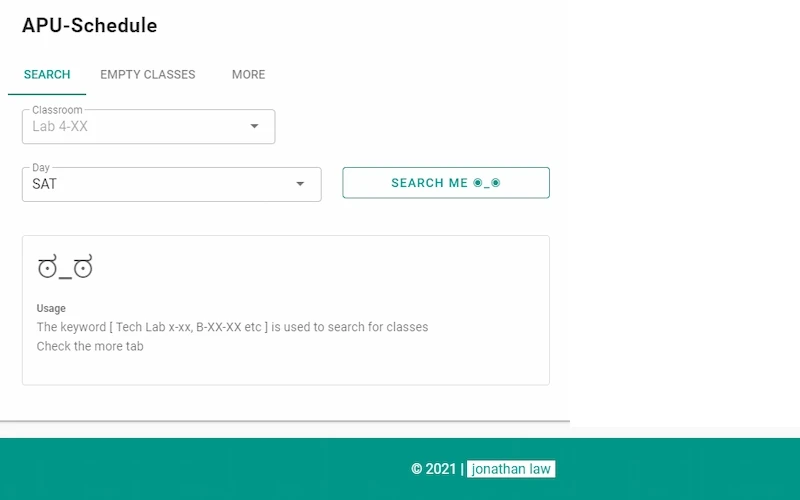 APU-Schedule
SEARCH EMPTY CLASSES MORE
Classroom
Lab 4-XX
Day
SAT
SEARCH ME ◉_◉
ಠ_ಠ
Usage
The keyword [ Tech Lab x-xx, B-XX-XX etc ] is used to search for classes
Check the more tab
© 2021 | jonathan law